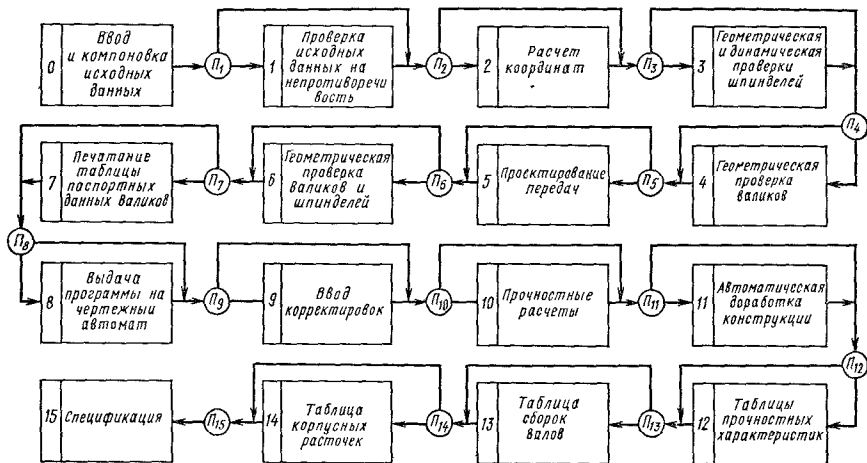 0
Ввод
и компоновка
исходных
данных
П1
1
Проверка
исходных
данных на
непротиворечи
вость
П2
2
Расчет
координат
П3
3
Геометрическая
и динамическая
проверки
шпинделей
П4
7
Печатание
таблицы
паспортных
данных валиков
П7
6
Геометрическая
проверка
валиков и
шпинделей
П6
5
Проектирование
передач
П5
4
Геометрическая
проверка
валиков
П8
8
Выдача
программы на
чертежный
автомат
П9
9
Ввод
корректировок
П10
10
Прочностные
расчеты
П11
11
Автоматическая
доработка
конструкции
П12
15
Спецификация
П15
14
Таблица
корпусных
расточек
П14
13
Таблица
сборок
валов
П13
12
Таблицы
прочностных
характеристик